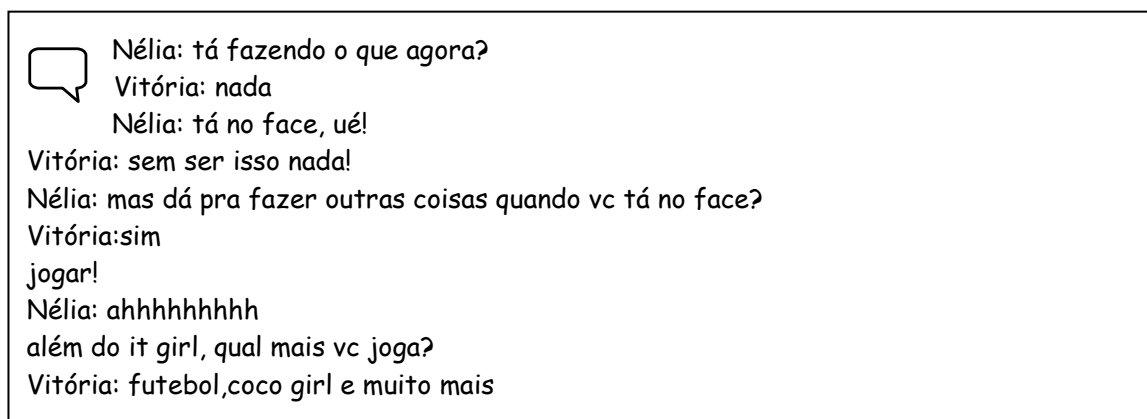 Nélia: tá fazendo o que agora?
Vitória: nada
Nélia: tá no face, ué!
Vitória: sem ser isso nada!
Nélia: mas dá pra fazer outras coisas quando vc tá no face?
Vitória:sim
jogar!
Nélia: ahhhhhhhhh
além do it girl, qual mais vc joga?
Vitória: futebol,coco girl e muito mais